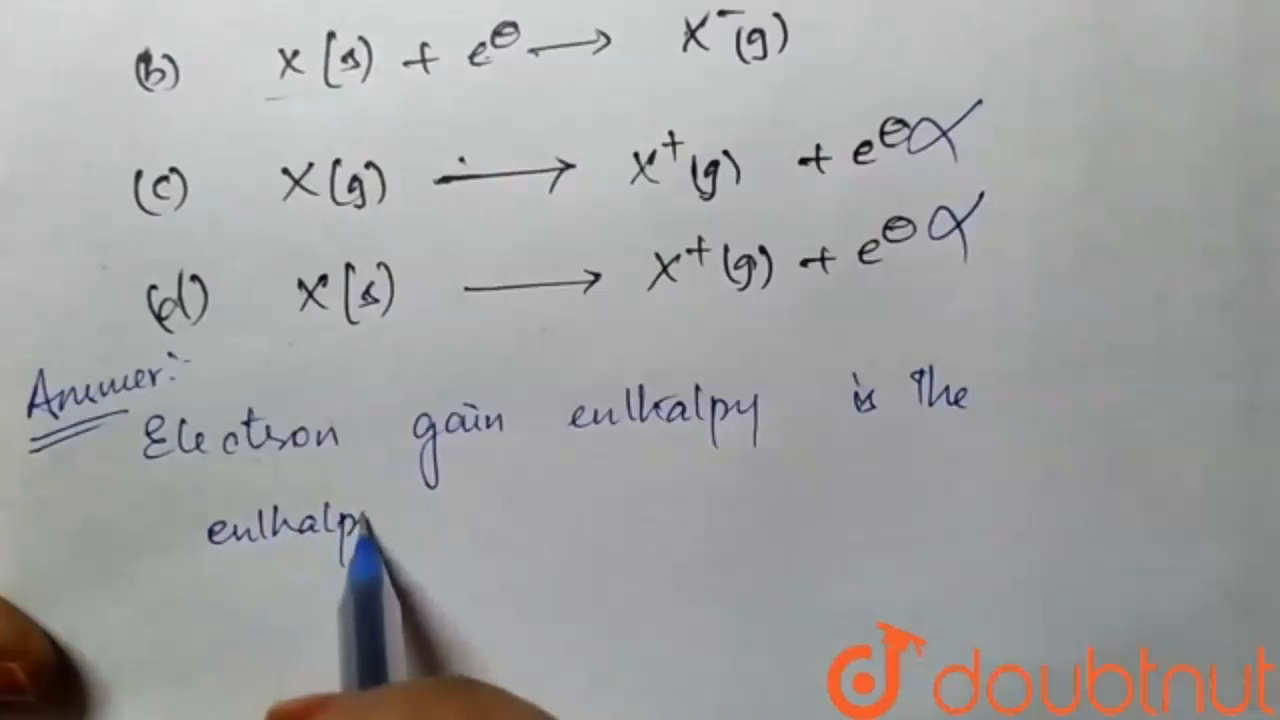 (b) X(s) + e⊖ → X⁻(g)
(c) X(g) → X⁺(g) + e⊖
(d) X(s) → X⁺(g) + e⊖
Answer:-
Electron gain enthalpy is the
enthalp
doubtnut